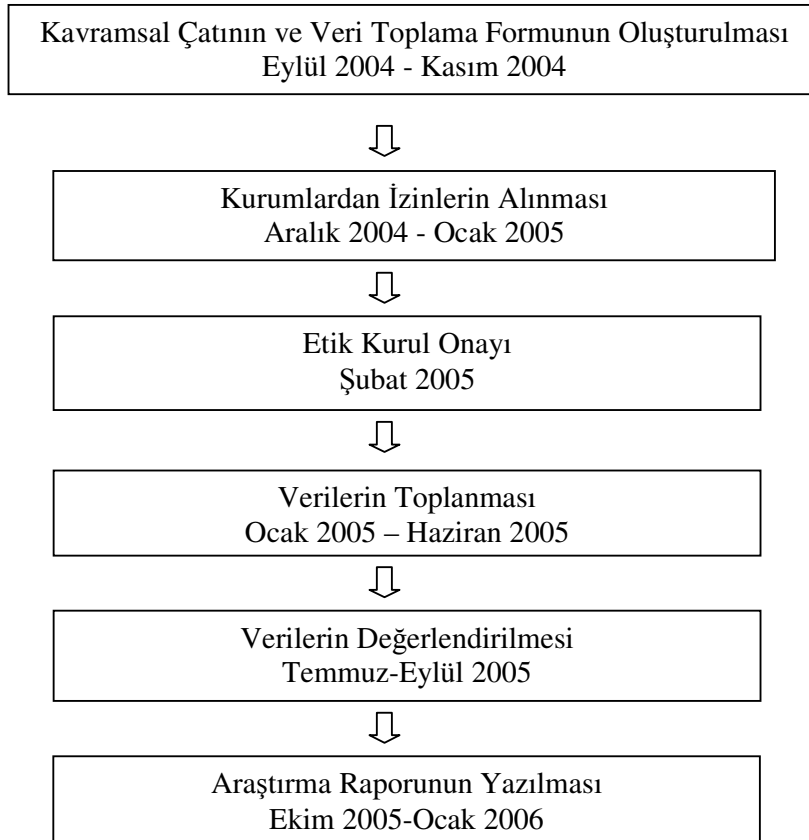 Kavramsal Çatının ve Veri Toplama Formunun Oluşturulması
Eylül 2004 - Kasım 2004
Kurumlardan İzinlerin Alınması
Aralık 2004 - Ocak 2005
Etik Kurul Onayı
Şubat 2005
Verilerin Toplanması
Ocak 2005 – Haziran 2005
Verilerin Değerlendirilmesi
Temmuz-Eylül 2005
Araştırma Raporunun Yazılması
Ekim 2005-Ocak 2006